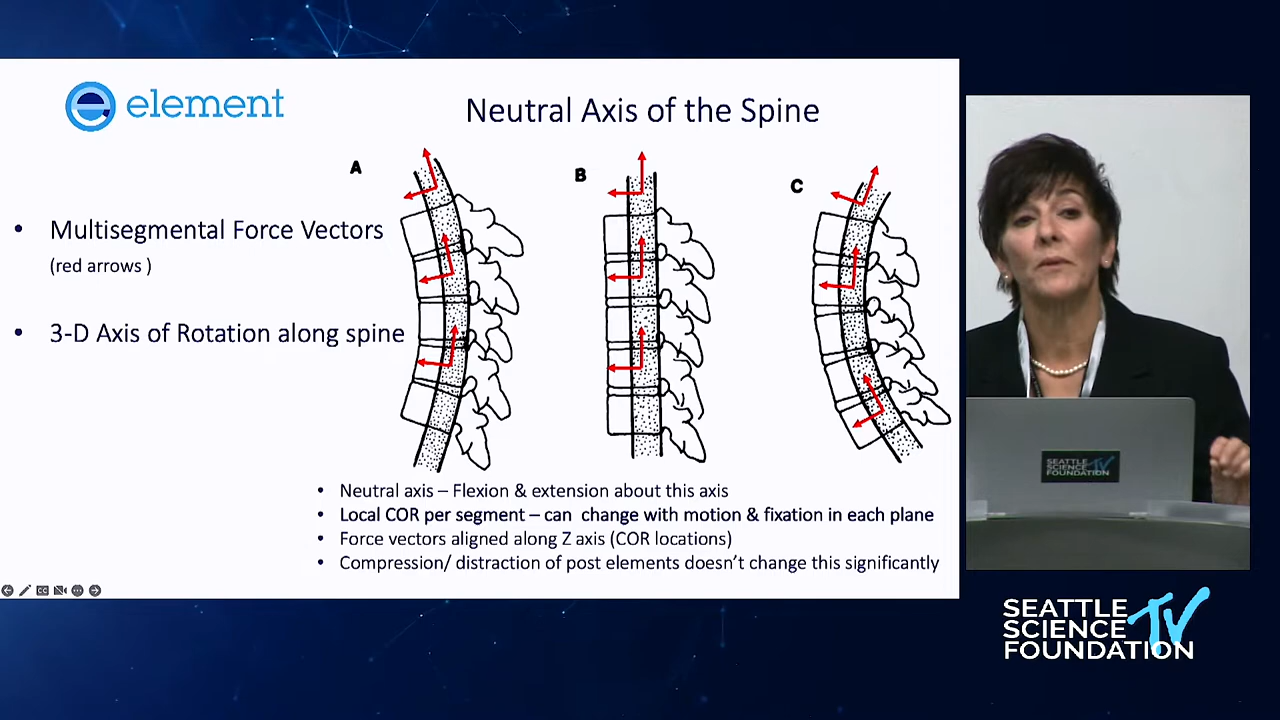 element
Neutral Axis of the Spine
A
B
C
• Multisegmental Force Vectors
(red arrows )
• 3-D Axis of Rotation along spine
• Neutral axis – Flexion & extension about this axis
• Local COR per segment – can change with motion & fixation in each plane
• Force vectors aligned along Z axis (COR locations)
• Compression/ distraction of post elements doesn't change this significantly
SEATTLE
SCIENCE TV
FOUNDATION
SEATTLE
SCIENCE TV
FOUNDATION